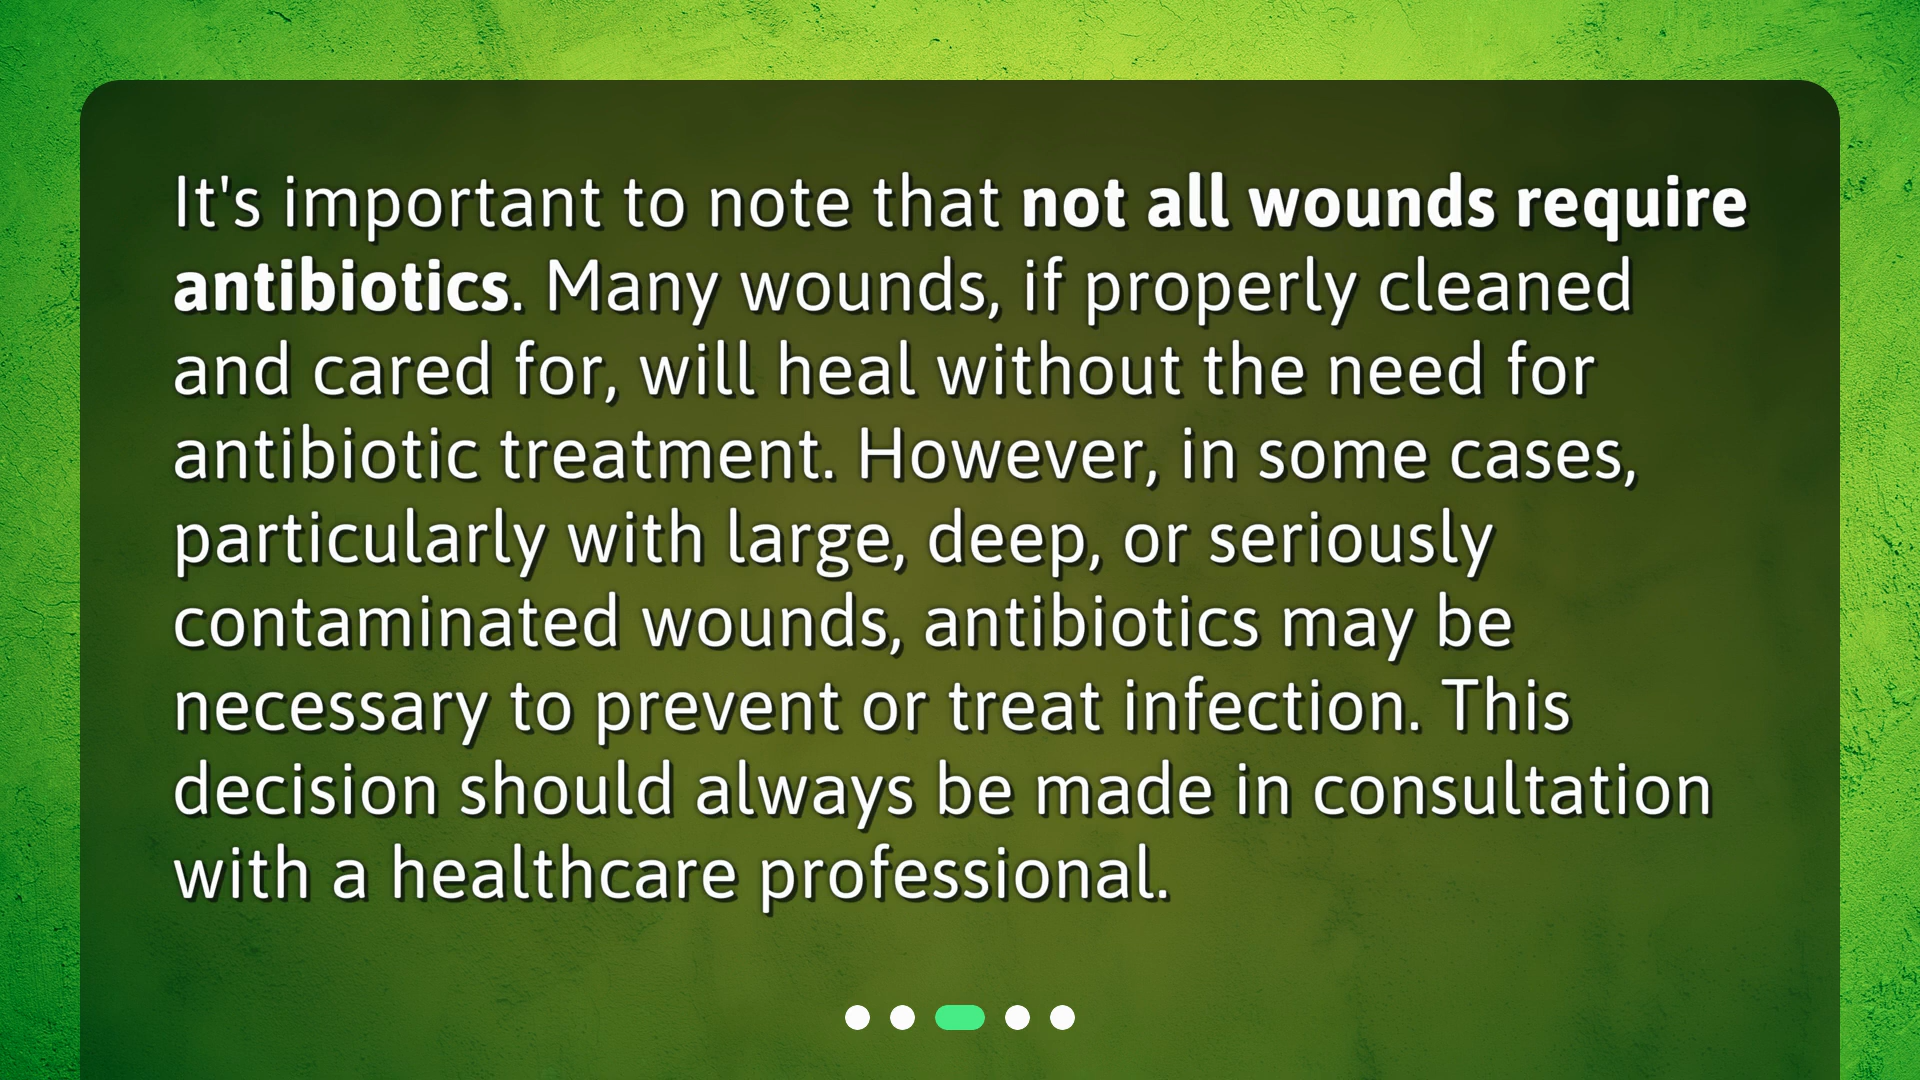 It's important to note that not all wounds require
antibiotics. Many wounds, if properly cleaned
and cared for, will heal without the need for
antibiotic treatment. However, in some cases,
particularly with large, deep, or seriously
contaminated wounds, antibiotics may be
necessary to prevent or treat infection. This
decision should always be made in consultation
with a healthcare professional.